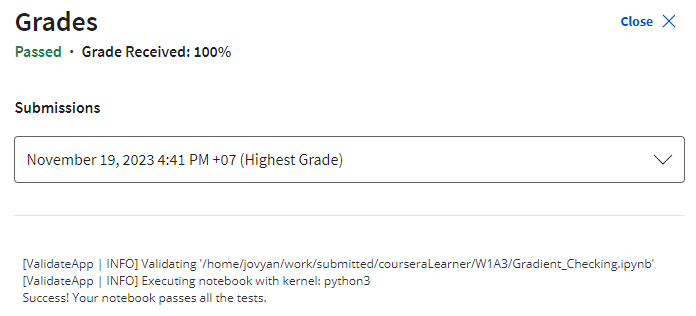 Grades
Close
Passed · Grade Received: 100%
Submissions
November 19, 2023 4:41 PM +07 (Highest Grade)
[ValidateApp | INFO] Validating '/home/jovyan/work/submitted/courseraLearner/W1A3/Gradient_Checking.ipynb'
[ValidateApp | INFO] Executing notebook with kernel: python3
Success! Your notebook passes all the tests.